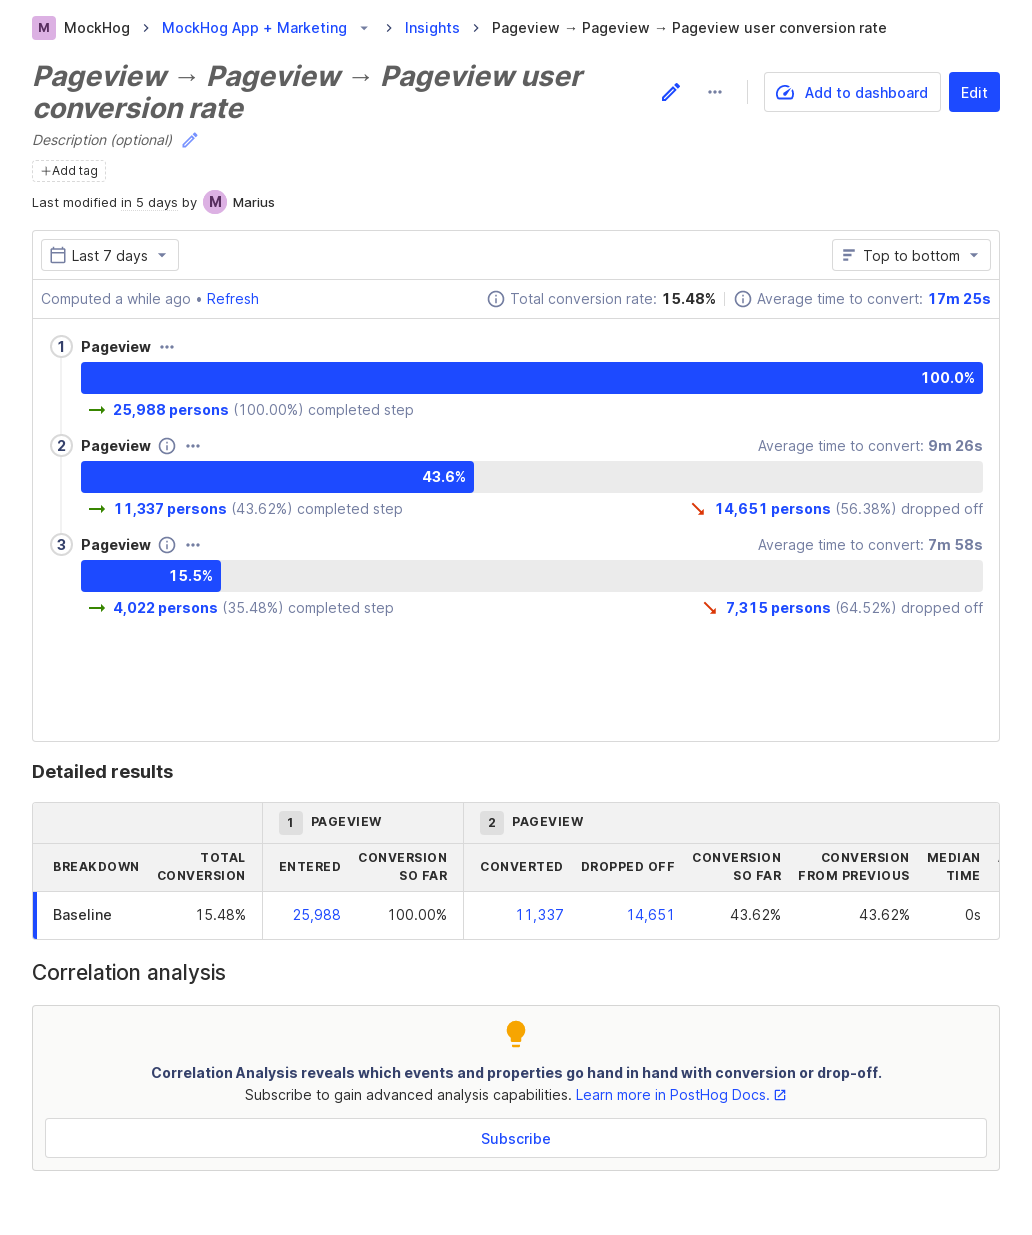 M MockHog MockHog App + Marketing Insights Pageview → Pageview → Pageview user conversion rate
Pageview → Pageview → Pageview user
conversion rate
Add to dashboard
Edit
Description (optional)
+Add tag
Last modified in 5 days by M Marius
Last 7 days
Top to bottom
Computed a while ago • Refresh
Total conversion rate: 15.48%
Average time to convert: 17m 25s
1 Pageview
100.0%
25,988 persons (100.00%) completed step
2 Pageview
Average time to convert: 9m 26s
43.6%
11,337 persons (43.62%) completed step
14,651 persons (56.38%) dropped off
3 Pageview
Average time to convert: 7m 58s
15.5%
4,022 persons (35.48%) completed step
7,315 persons (64.52%) dropped off
Detailed results
1 PAGEVIEW
2 PAGEVIEW
BREAKDOWN
TOTAL
CONVERSION
ENTERED
CONVERSION
SO FAR
CONVERTED
DROPPED OFF
CONVERSION
SO FAR
CONVERSION
FROM PREVIOUS
MEDIAN
TIME
Baseline 15.48% 25,988 100.00% 11,337 14,651 43.62% 43.62% 0s
Correlation analysis
Correlation Analysis reveals which events and properties go hand in hand with conversion or drop-off.
Subscribe to gain advanced analysis capabilities. Learn more in PostHog Docs.
Subscribe